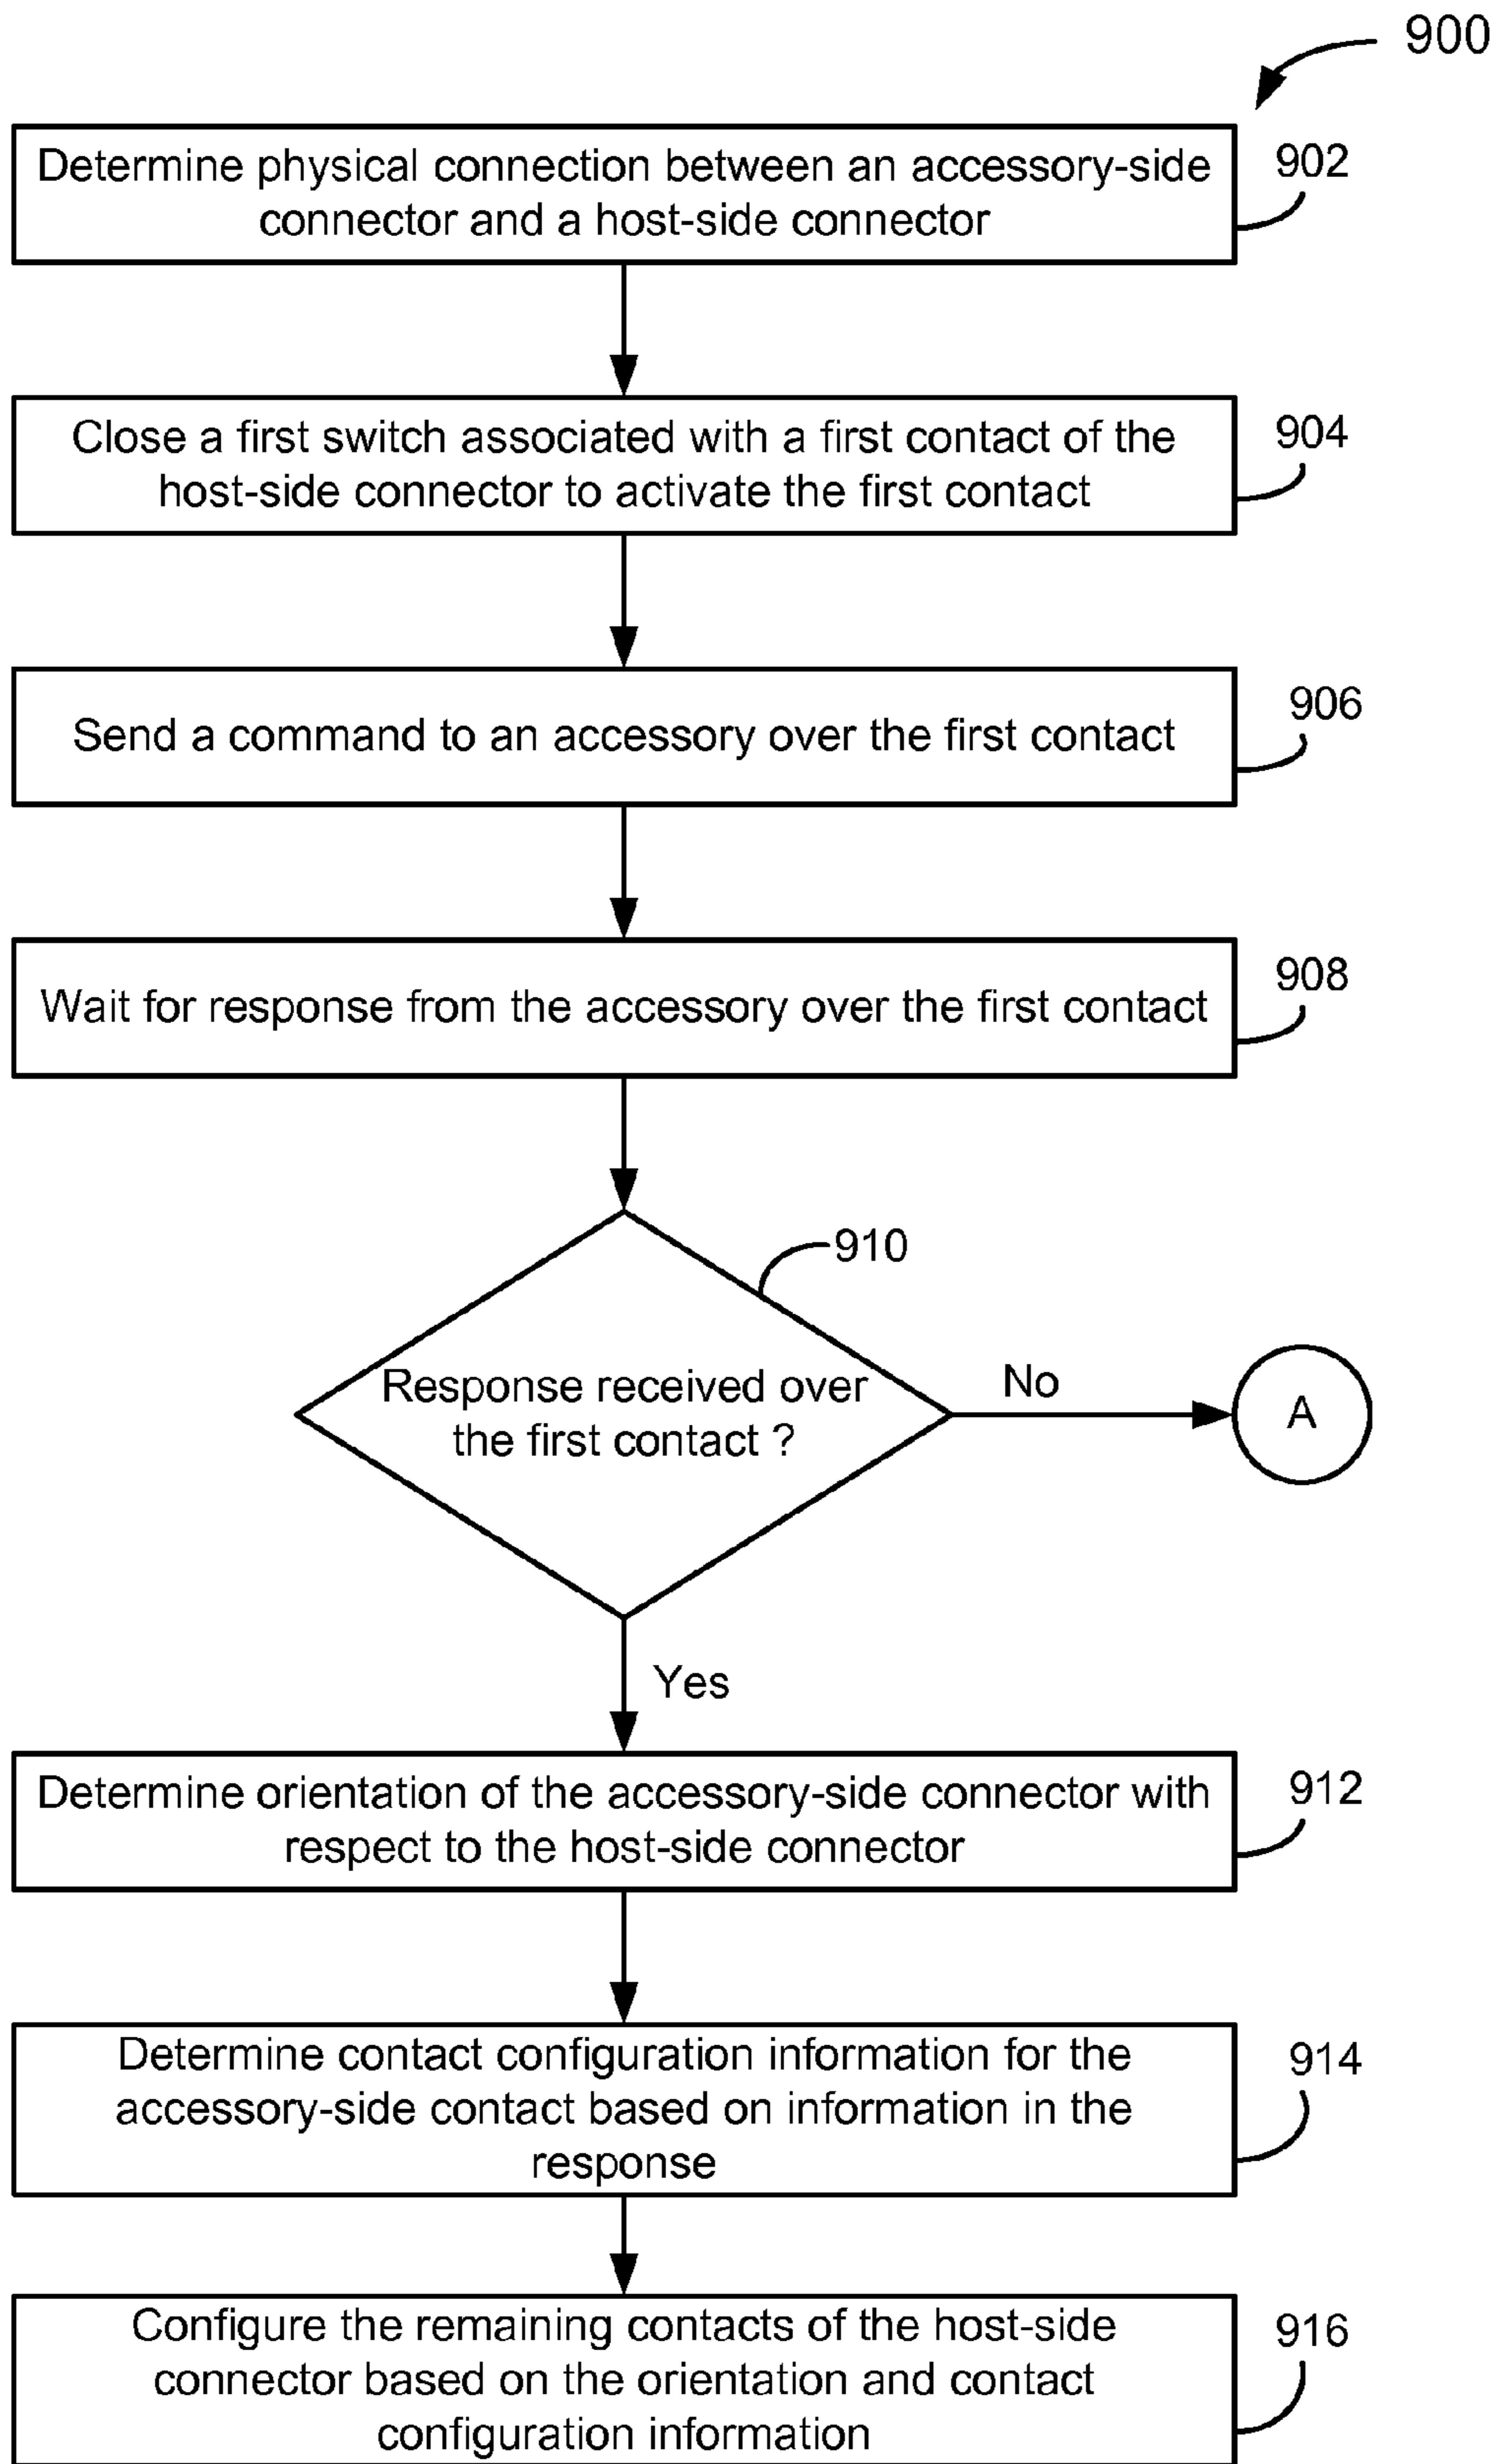 900
Determine physical connection between an accessory-side
connector and a host-side connector
902
Close a first switch associated with a first contact of the
host-side connector to activate the first contact
904
Send a command to an accessory over the first contact
906
Wait for response from the accessory over the first contact
908
910
Response received over
the first contact ?
No
A
Yes
Determine orientation of the accessory-side connector with
respect to the host-side connector
912
Determine contact configuration information for the
accessory-side contact based on information in the
response
914
Configure the remaining contacts of the host-side
connector based on the orientation and contact
configuration information
916